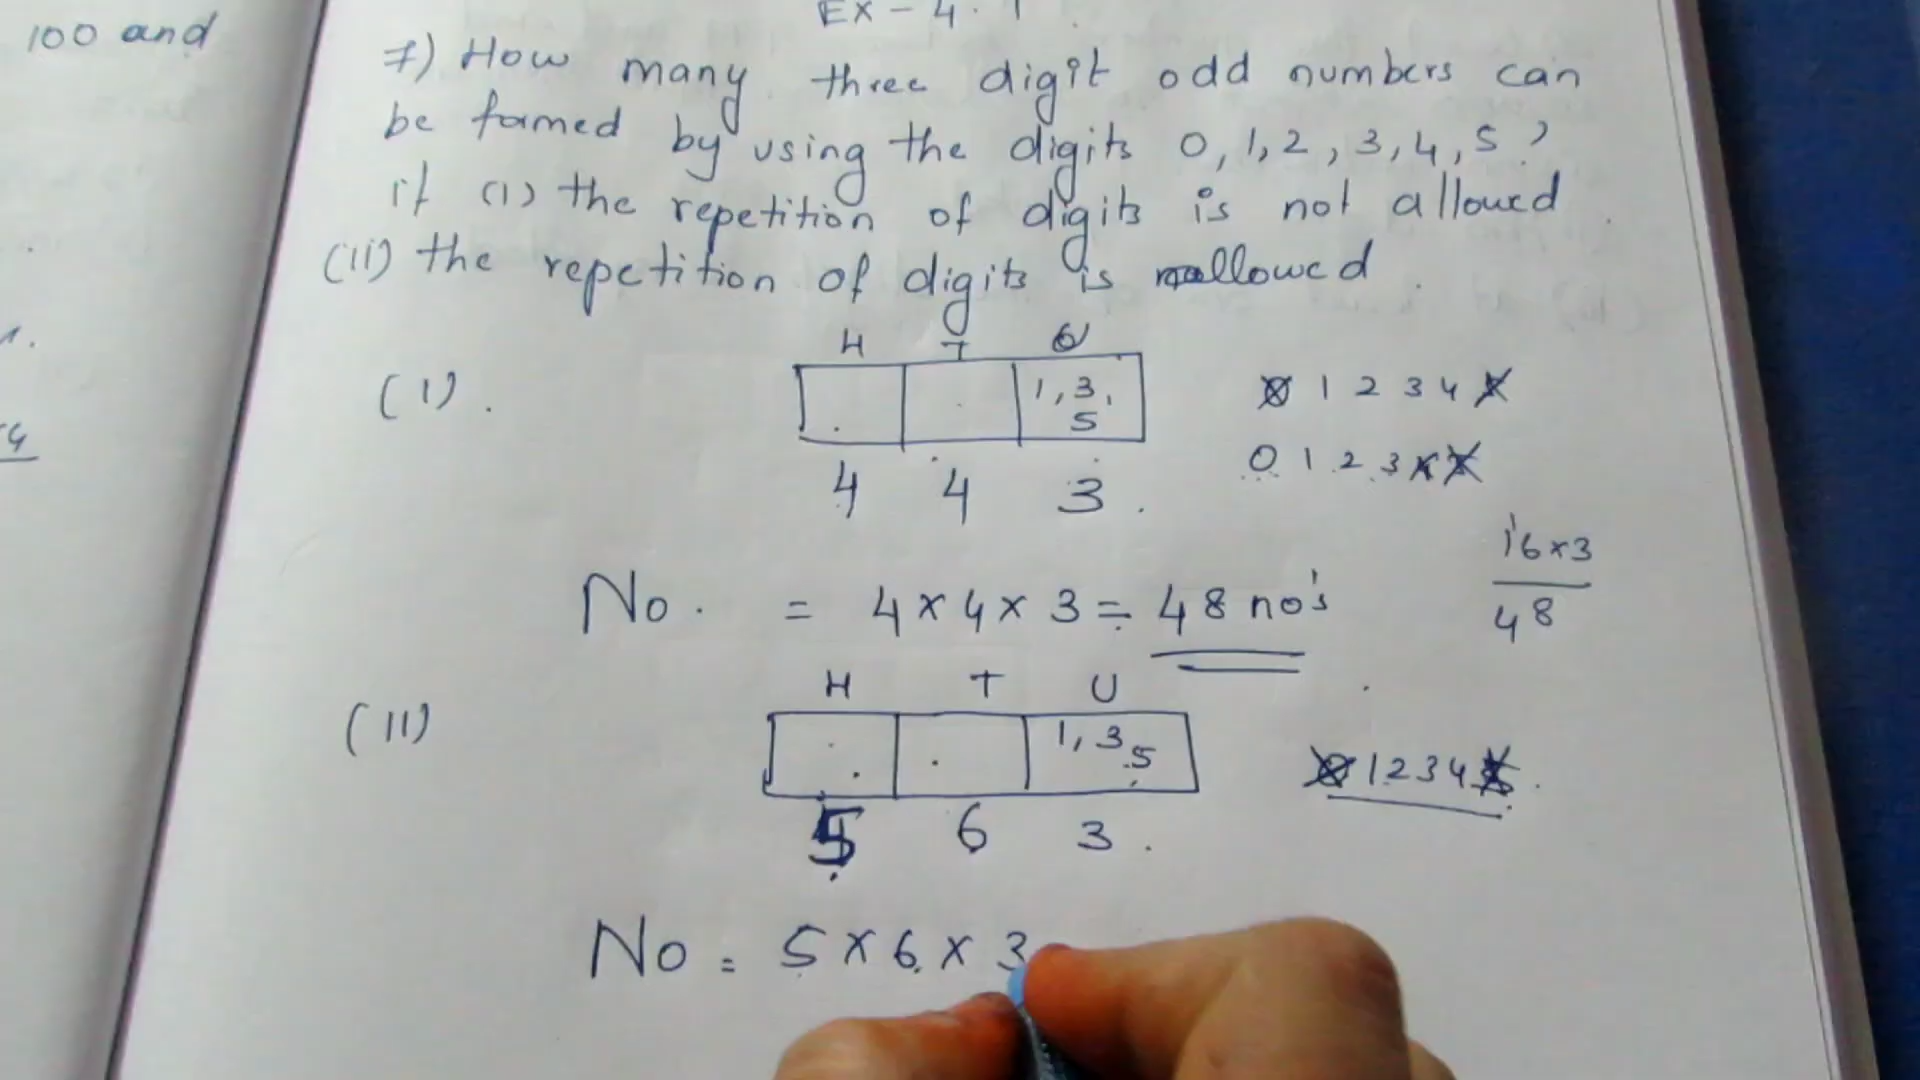 100 and
Ex - 4.1
7) How many three digit odd numbers can
be formed by using the digits 0, 1, 2, 3, 4, 5?
if (i) the repetition of digits is not allowed
(ii) the repetition of digits is allowed.
H T U
(I). 1, 3, 0 1 2 3 4 5
5
0 1 2 3 4 5
4 4 3.
16x3
48
No. = 4 x 4 x 3 = 48 no's
H T U
(II) 1, 3, 5 0 1 2 3 4 5.
5 6 3.
No = 5 x 6 x 3